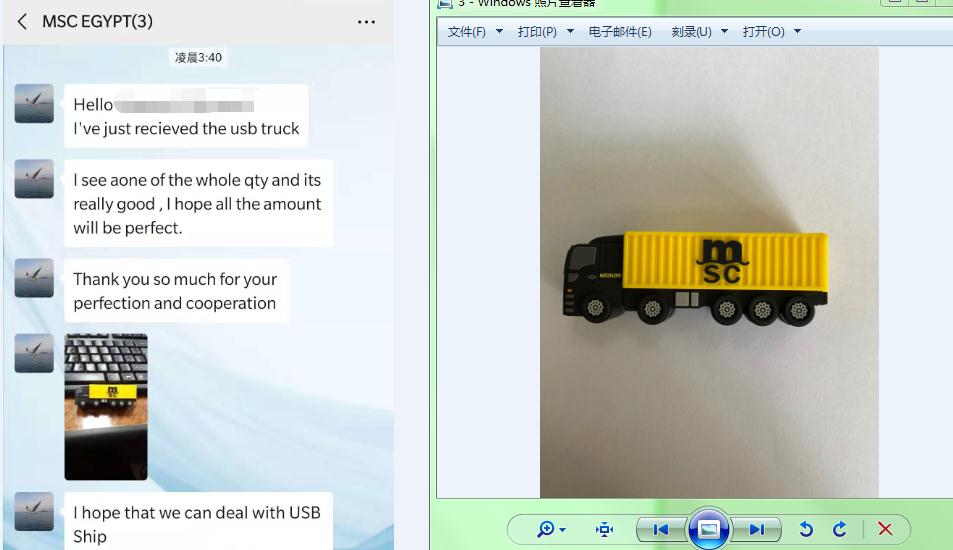 MSC EGYPT(3)
凌晨3:40
Hello
I've just recieved the usb truck
I see aone of the whole qty and its
really good , I hope all the amount
will be perfect.
Thank you so much for your
perfection and cooperation
m
sc
I hope that we can deal with USB
Ship
3 - Windows 照片查看器
文件(F)
打印(P)
电子邮件(E)
刻录(U)
打开(O)
MEDLOG
m
sc